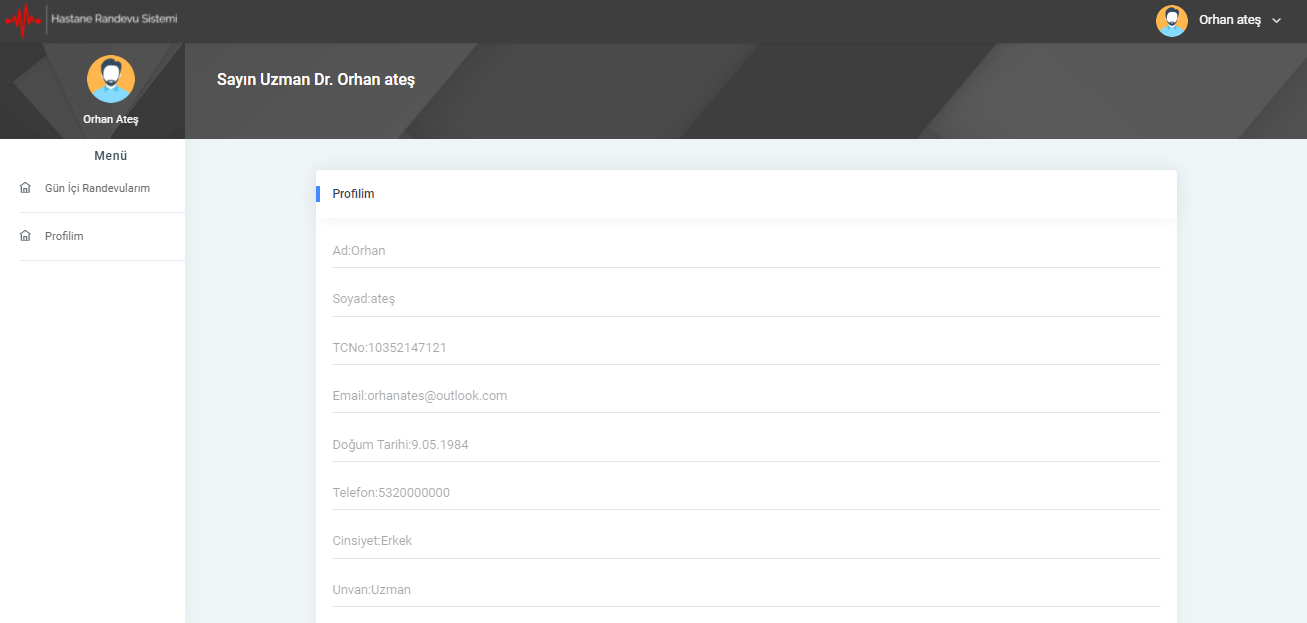 Hastane Randevu Sistemi
Orhan ateş
Orhan Ateş
Sayın Uzman Dr. Orhan ateş
Menü
Gün İçi Randevularım
Profilim
Profilim
Ad:Orhan
Soyad:ateş
TCNo:10352147121
Email:orhanates@outlook.com
Doğum Tarihi:9.05.1984
Telefon:5320000000
Cinsiyet:Erkek
Unvan:Uzman